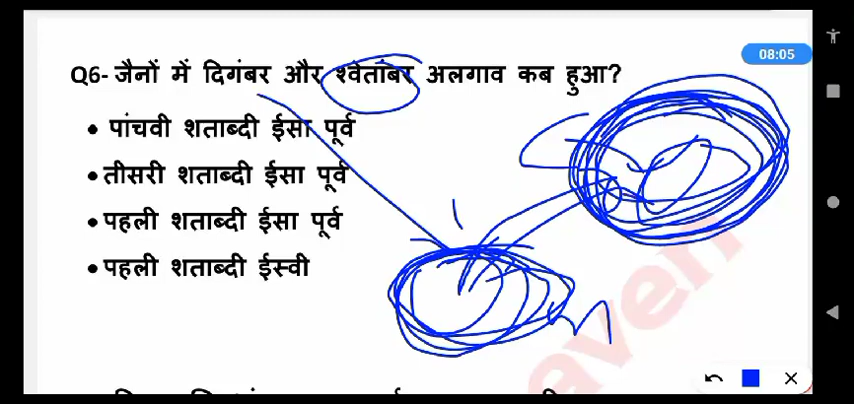 08:05
Q6- जैनों में दिगंबर और श्वेतांबर अलगाव कब हुआ?
• पांचवी शताब्दी ईसा पूर्व
• तीसरी शताब्दी ईसा पूर्व
• पहली शताब्दी ईसा पूर्व
• पहली शताब्दी ईस्वी